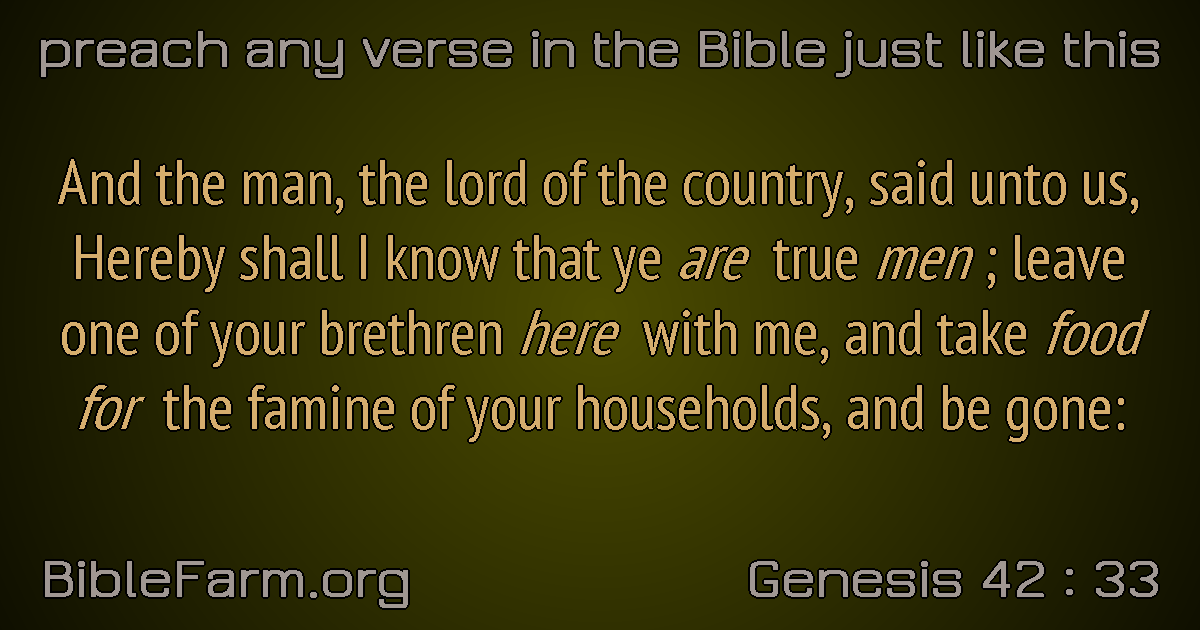 preach any verse in the Bible just like this
And the man, the lord of the country, said unto us,
Hereby shall I know that ye are true men ; leave
one of your brethren here with me, and take food
for the famine of your households, and be gone:
BibleFarm.org
Genesis 42 : 33